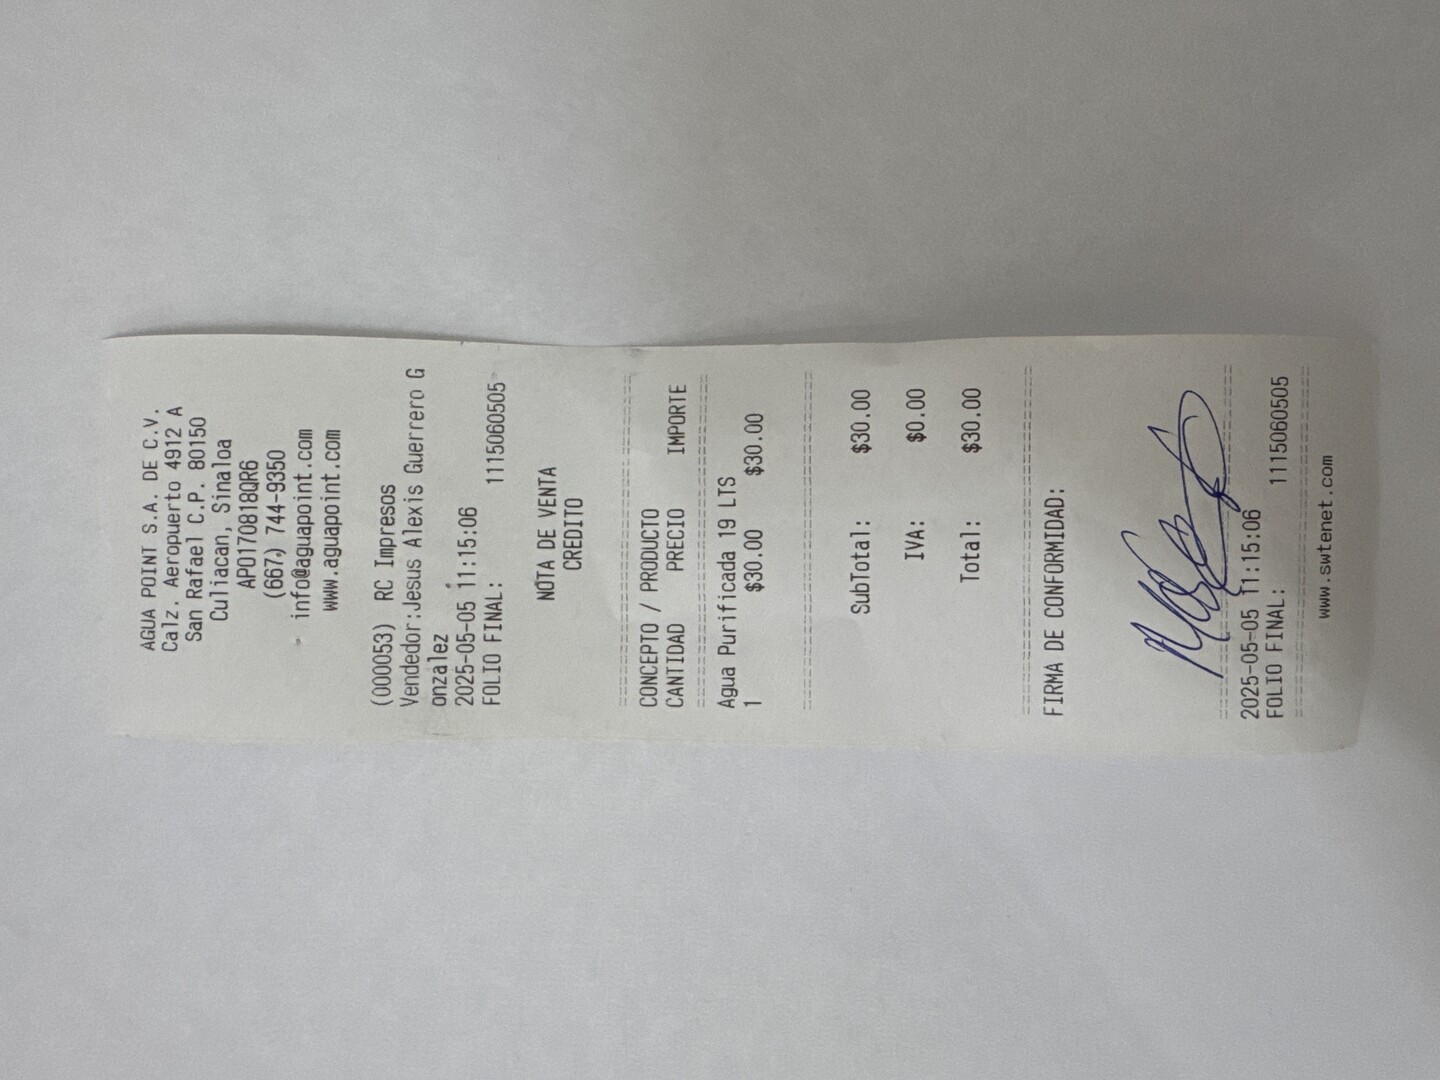 AGUA POINT S.A. DE C.V.
Calz. Aeropuerto 4912 A
San Rafael C.P. 80150
Culiacan, Sinaloa
APO170818QR6
(667) 744-9350
info@aguapoint.com
www.aguapoint.com
(000053) RC Impresos
Vendedor:Jesus Alexis Guerrero G
onzalez
2025-05-05 11:15:06
FOLIO FINAL: 1115060505
NOTA DE VENTA
CREDITO
CONCEPTO / PRODUCTO
CANTIDAD PRECIO IMPORTE
Agua Purificada 19 LTS
1 $30.00 $30.00
SubTotal: $30.00
IVA: $0.00
Total: $30.00
FIRMA DE CONFORMIDAD:
2025-05-05 11:15:06
FOLIO FINAL: 1115060505
www.swtenet.com